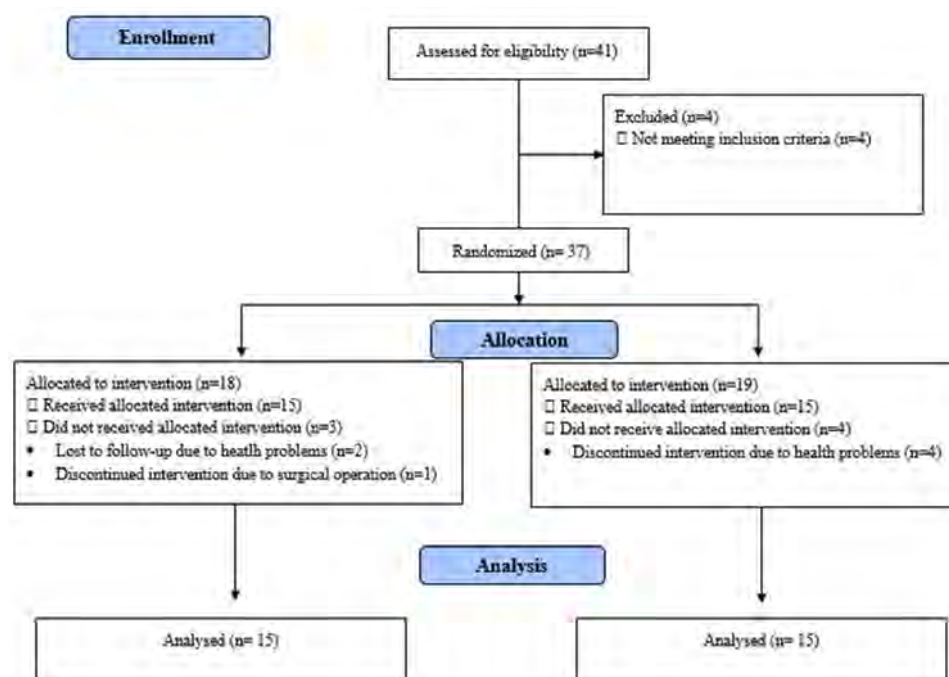 Enrollment
Assessed for eligibility (n=41)
Excluded (n=4)
□ Not meeting inclusion criteria (n=4)
Randomized (n= 37)
Allocation
Allocated to intervention (n=18)
□ Received allocated intervention (n=15)
□ Did not received allocated intervention (n=3)
• Lost to follow-up due to heatlh problems (n=2)
• Discontinued intervention due to surgical operation (n=1)
Allocated to intervention (n=19)
□ Received allocated intervention (n=15)
□ Did not receive allocated intervention (n=4)
• Discontinued intervention due to health problems (n=4)
Analysis
Analysed (n= 15)
Analysed (n= 15)